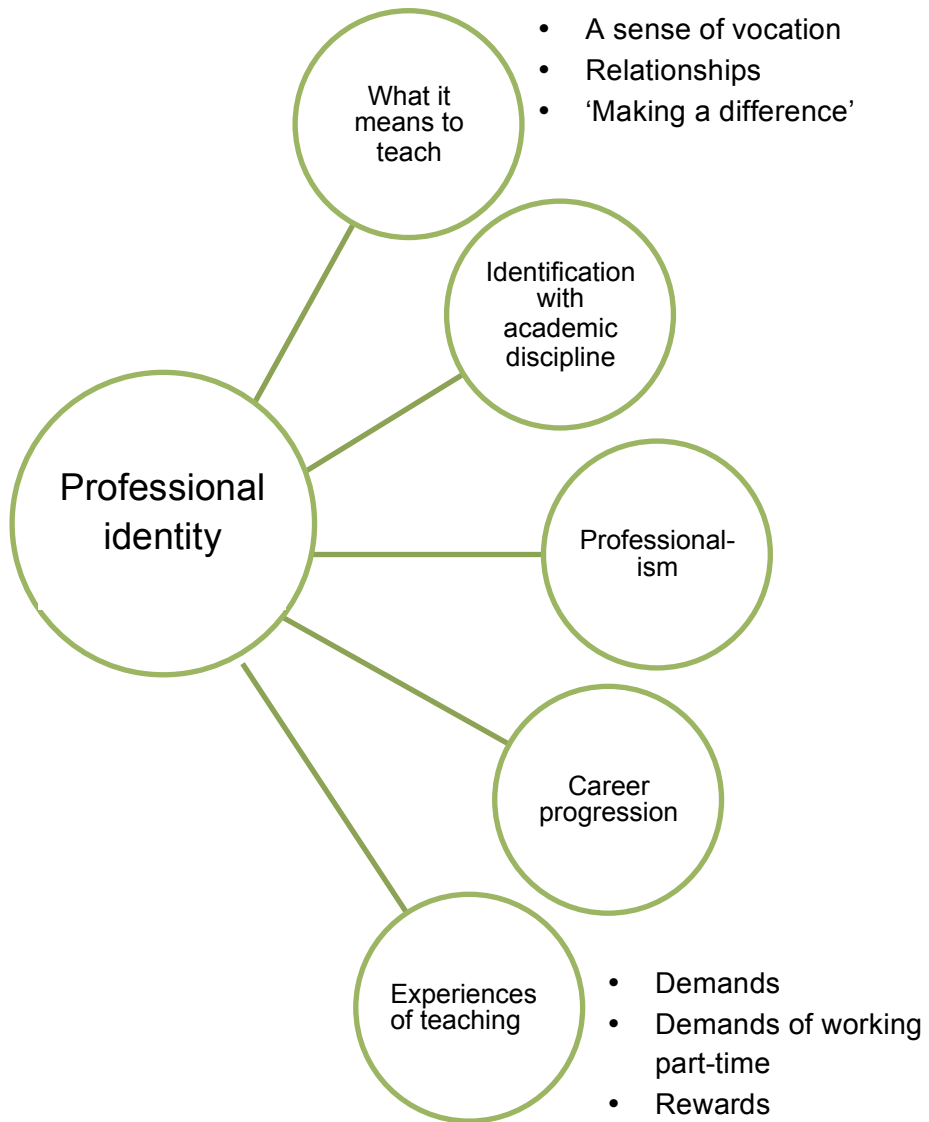 What it
means to
teach
• A sense of vocation
• Relationships
• ‘Making a difference’
Identification
with
academic
discipline
Professional
identity
Professional-
ism
Career
progression
Experiences
of teaching
• Demands
• Demands of working
part-time
• Rewards